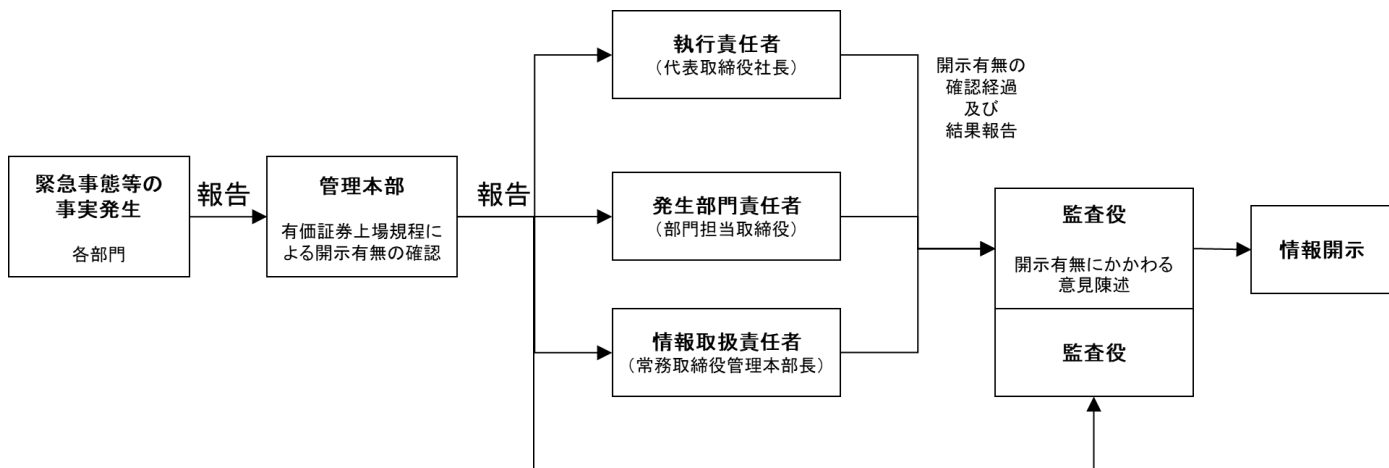 緊急事態等の
事実発生
各部門
報告
管理本部
有価証券上場規程に
よる開示有無の確認
報告
執行責任者
（代表取締役社長）
発生部門責任者
（部門担当取締役）
情報取扱責任者
（常務取締役管理本部長）
開示有無の
確認経過
及び
結果報告
監査役
開示有無にかかわる
意見陳述
監査役
情報開示